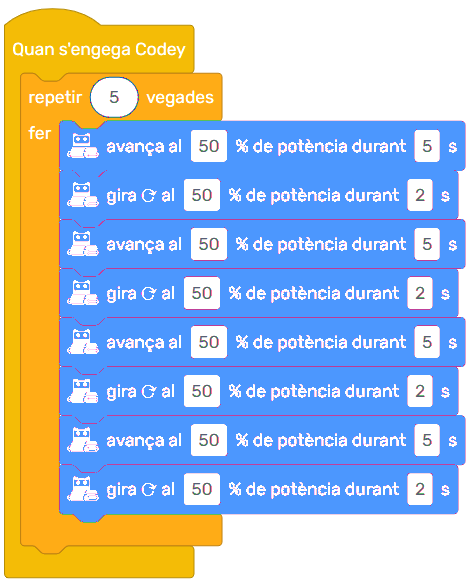 Quan s'engega Codey
repetir 5 vegades
fer
avança al 50 % de potència durant 5 s
gira al 50 % de potència durant 2 s
avança al 50 % de potència durant 5 s
gira al 50 % de potència durant 2 s
avança al 50 % de potència durant 5 s
gira al 50 % de potència durant 2 s
avança al 50 % de potència durant 5 s
gira al 50 % de potència durant 2 s